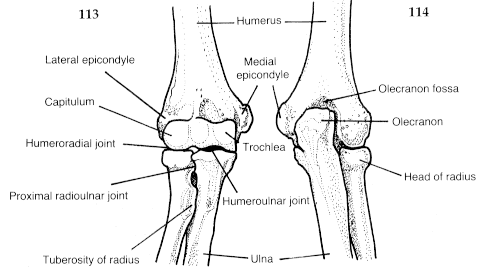 113
114
Humerus
Lateral epicondyle
Medial
epicondyle
Olecranon fossa
Capitulum
Olecranon
Humeroradial joint
Trochlea
Head of radius
Proximal radioulnar joint
Humeroulnar joint
Tuberosity of radius
Ulna